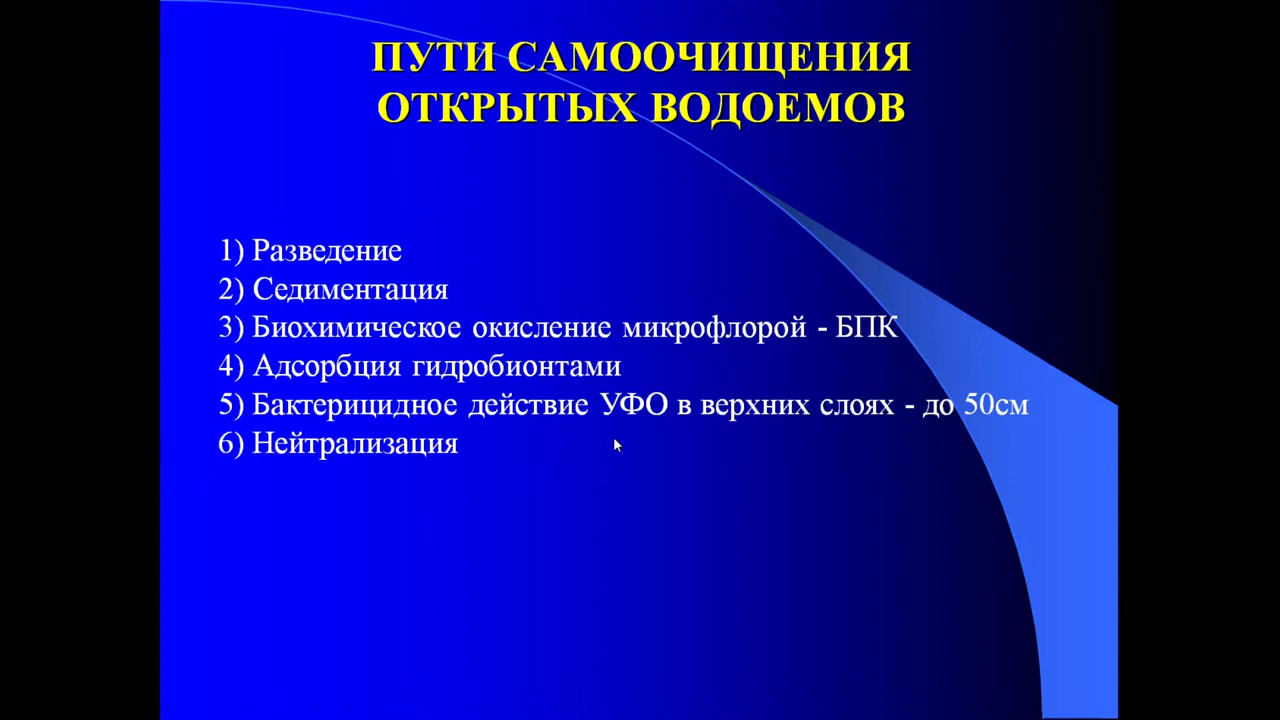 ПУТИ САМООЧИЩЕНИЯ
ОТКРЫТЫХ ВОДОЕМОВ
1) Разведение
2) Седиментация
3) Биохимическое окисление микрофлорой - БПК
4) Адсорбция гидробионтами
5) Бактерицидное действие УФО в верхних слоях - до 50см
6) Нейтрализация